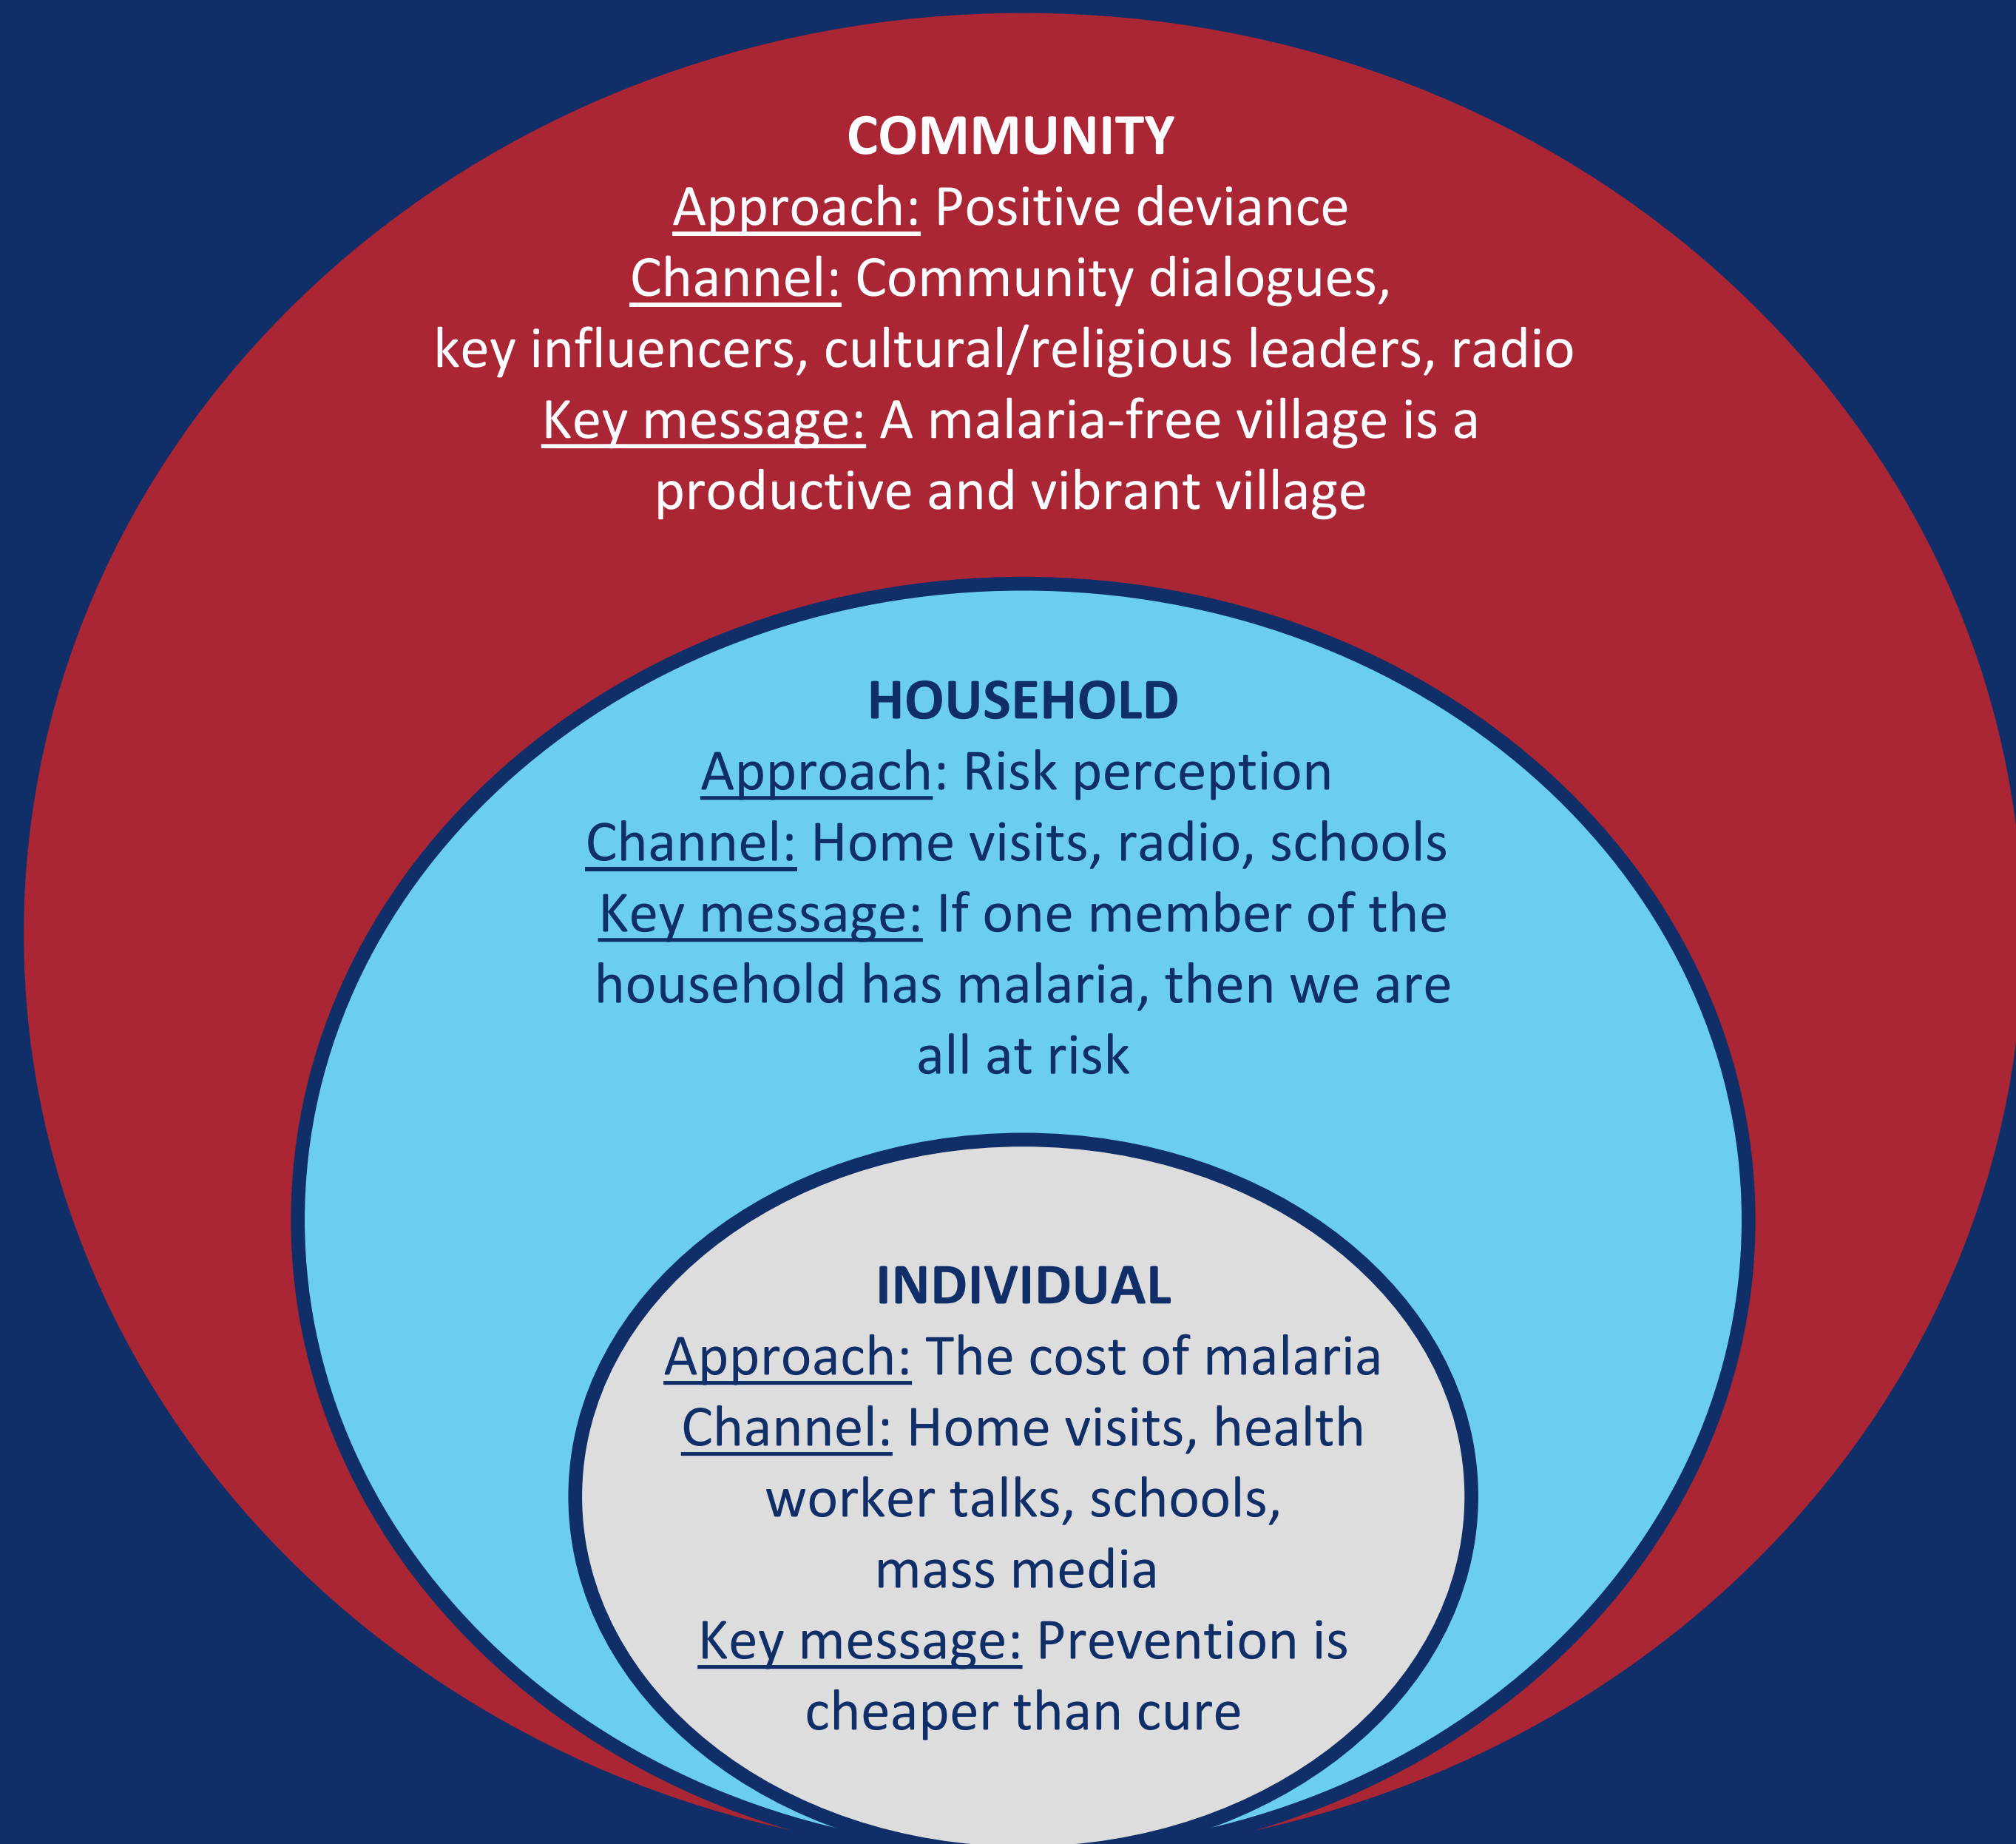 COMMUNITY
Approach: Positive deviance
Channel: Community dialogues,
key influencers, cultural/religious leaders, radio
Key message: A malaria-free village is a
productive and vibrant village
HOUSEHOLD
Approach: Risk perception
Channel: Home visits, radio, schools
Key message: If one member of the
household has malaria, then we are
all at risk
INDIVIDUAL
Approach: The cost of malaria
Channel: Home visits, health
worker talks, schools,
mass media
Key message: Prevention is
cheaper than cure